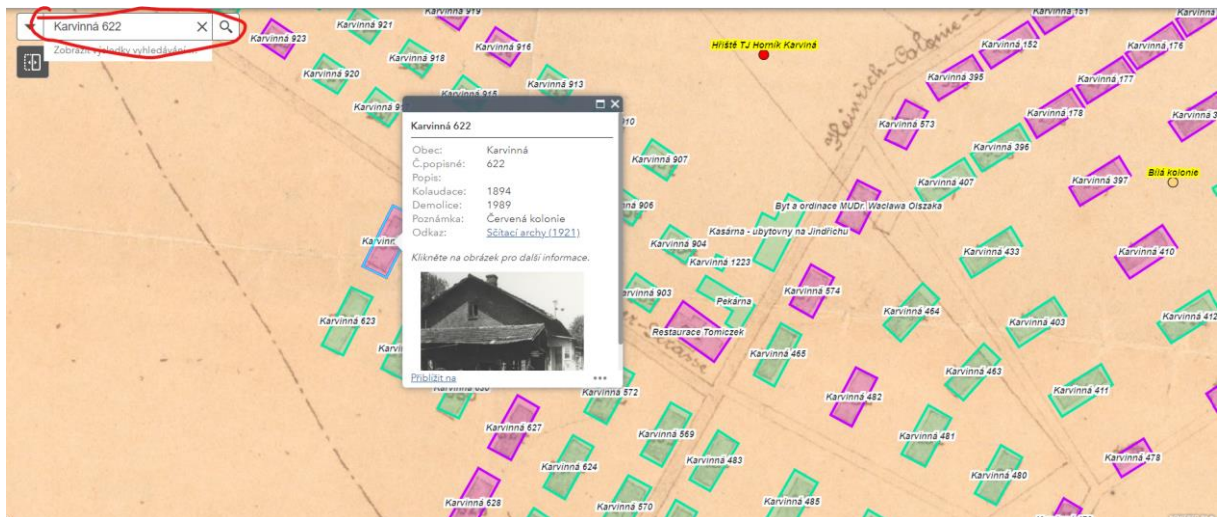 Karvinná 622
Zobrazit výsledky vyhledávání
Karvinná 919
Karvinná 921
Karvinná 923
Karvinná 918
Karvinná 916
Karvinná 920
Karvinná 915
Karvinná 913
Hřiště TJ Horník Karviná
Karvinná 151
Karvinná
Karvinná 152
Karvinná 176
Karvinná 395
Karvinná 177
Karvinná 178
Karvinná 573
Karvinná 396
Heinrich-Colonie
Karvinná 907
Karvinná 407
Karvinná 397
Bílá kolonie
Karvinná 622
Obec: Karvinná
Č.popisné: 622
Popis:
Kolaudace: 1894
Demolice: 1989
Poznámka: Červená kolonie
Odkaz: Sčítací archy (1921)
Klikněte na obrázek pro další informace.
Přiblížit na
Byt a ordinace MUDr. Wacława Olszaka
Kasárna - ubytovny na Jindřichu
Karvinná 904
Karvinná 1223
Karvinná 433
Karvinná 410
Karvinná 574
Pekárna
Restaurace Tomiczek
Karvinná 623
Karvinná 464
Karvinná 403
Karvinná 412
Karvinná 465
Karvinná 463
Karvinná 411
Karvinná 572
Karvinná 482
Karvinná 627
Karvinná 569
Karvinná 481
Karvinná 624
Karvinná 483
Karvinná 478
Karvinná 480
Karvinná 628
Karvinná 570
Karvinná 485